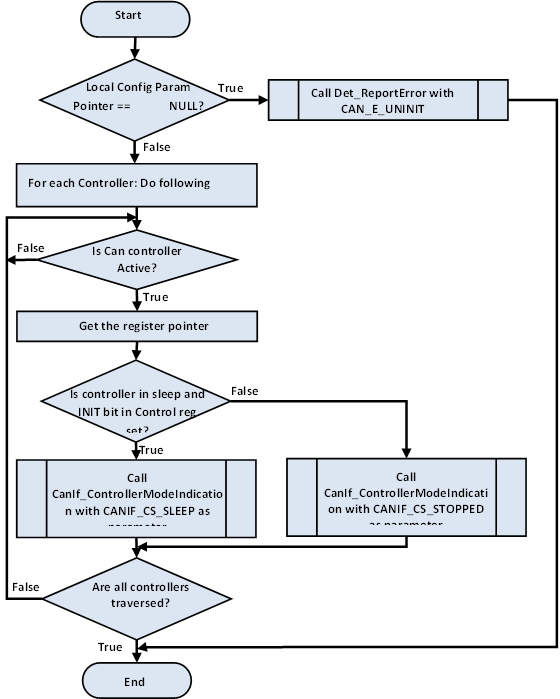 Start
Local Config Param
Pointer == NULL?
True
Call Det_ReportError with
CAN_E_UNINIT
False
For each Controller: Do following
Is Can controller
Active?
False
True
Get the register pointer
Is controller in sleep and
INIT bit in Control reg
set?
False
True
Call
CanIf_ControllerModeIndicatio
n with CANIF_CS_SLEEP as
parameter
Call
CanIf_ControllerModeIndicati
on with CANIF_CS_STOPPED
as parameter
Are all controllers
traversed?
False
True
End